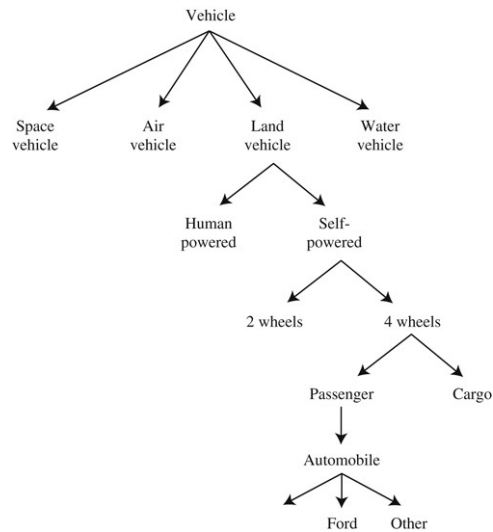 Vehicle
Space
vehicle
Air
vehicle
Land
vehicle
Water
vehicle
Human
powered
Self-
powered
2 wheels
4 wheels
Passenger
Cargo
Automobile
Ford
Other